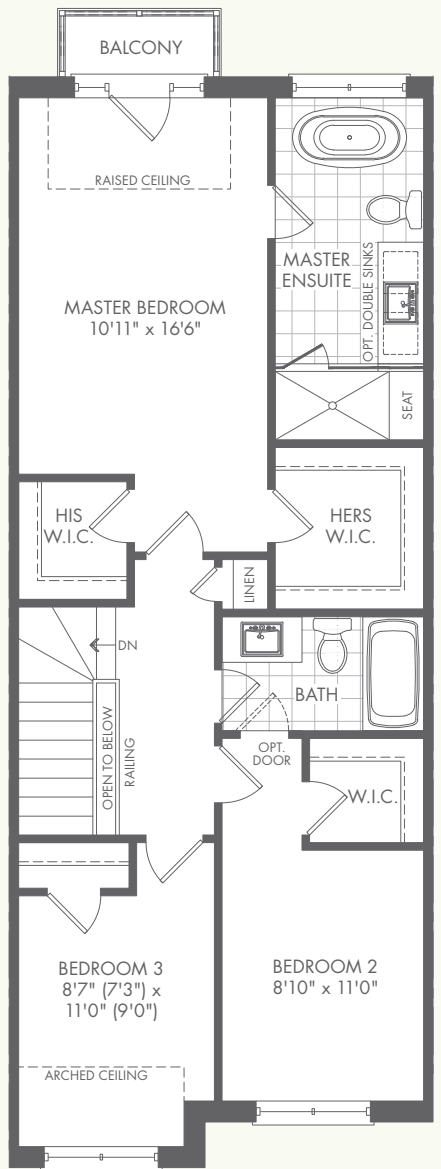 BALCONY
RAISED CEILING
MASTER
ENSUITE
OPT. DOUBLE SINKS
MASTER BEDROOM
10'11" x 16'6"
SEAT
HIS
W.I.C.
HERS
W.I.C.
LINEN
DN
BATH
OPEN TO BELOW
RAILING
OPT.
DOOR
W.I.C.
BEDROOM 3
8'7" (7'3") x
11'0" (9'0")
BEDROOM 2
8'10" x 11'0"
ARCHED CEILING